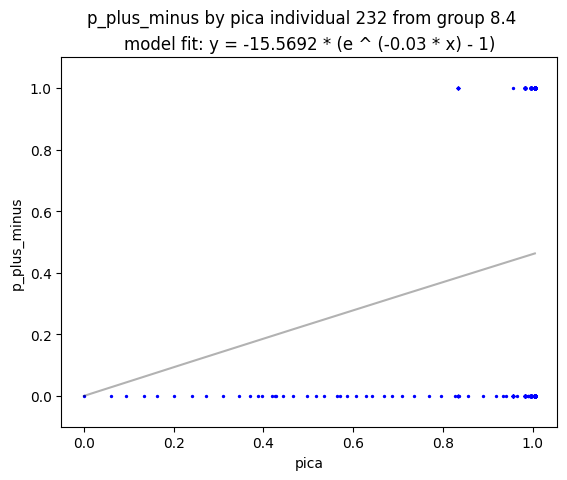 p_plus_minus by pica individual 232 from group 8.4
model fit: y = -15.5692 * (e ^ (-0.03 * x) - 1)
1.0
0.8
0.6
0.4
0.2
0.0
p_plus_minus
0.0 0.2 0.4 0.6 0.8 1.0
pica